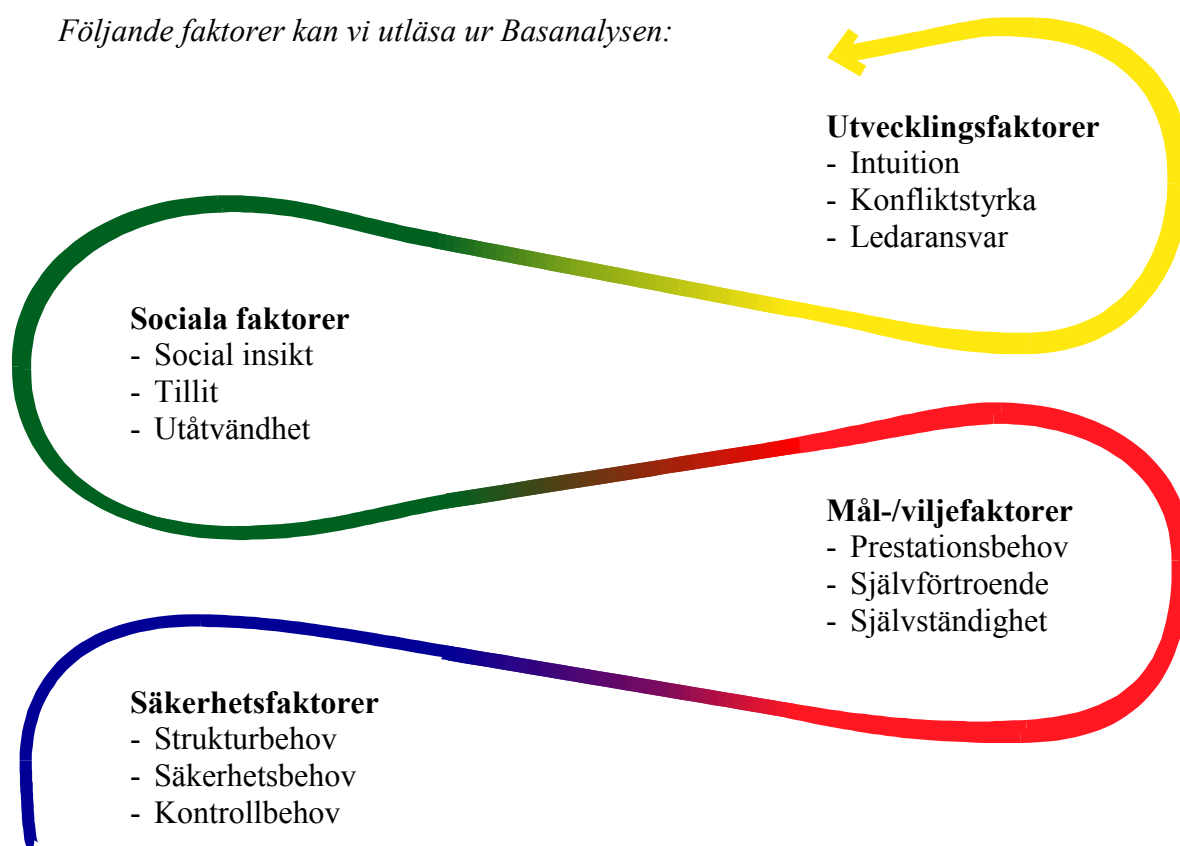 Följande faktorer kan vi utläsa ur Basanalysen:
Utvecklingsfaktorer
- Intuition
- Konfliktstyrka
- Ledaransvar
Sociala faktorer
- Social insikt
- Tillit
- Utåtvändhet
Mål-/viljefaktorer
- Prestationsbehov
- Självförtroende
- Självständighet
Säkerhetsfaktorer
- Strukturbehov
- Säkerhetsbehov
- Kontrollbehov